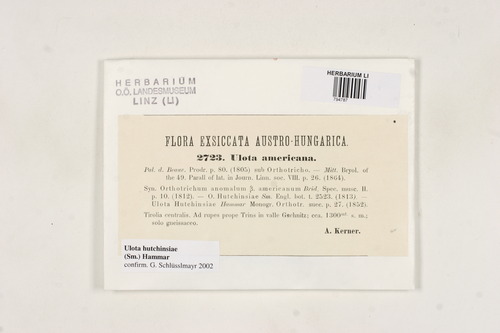 HERBARIUM
O.Ö. LANDESMUSEUM
LINZ (LI)
HERBARIUM LI
FLORA EXSICCATA AUSTRO-HUNGARICA.
2723. Ulota americana.
Pal. d. Beauv. Prodr. p. 80. (1805) sub Orthotricho. — Mitt. Bryol. of
the 49. Parall of lat. in Journ. Linn. soc. VIII. p. 26. (1864).
Syn. Orthotrichum anomalum β. americanum Brid. Spec. musc. II.
p. 10. (1812). — O. Hutchinsiae Sm. Engl. bot. t. 25/23. (1813) —
Ulota Hutchinsiae Hammar Monogr. Orthotr. suec. p. 27. (1852).
Tirolia centralis. Ad rupes prope Trins in valle Gschnitz; cca. 1300 s. m.;
solo gneissaceo.
A. Kerner.
Ulota hutchinsiae
(Sm.) Hammar
confirm. G. Schlüsslmayr 2002